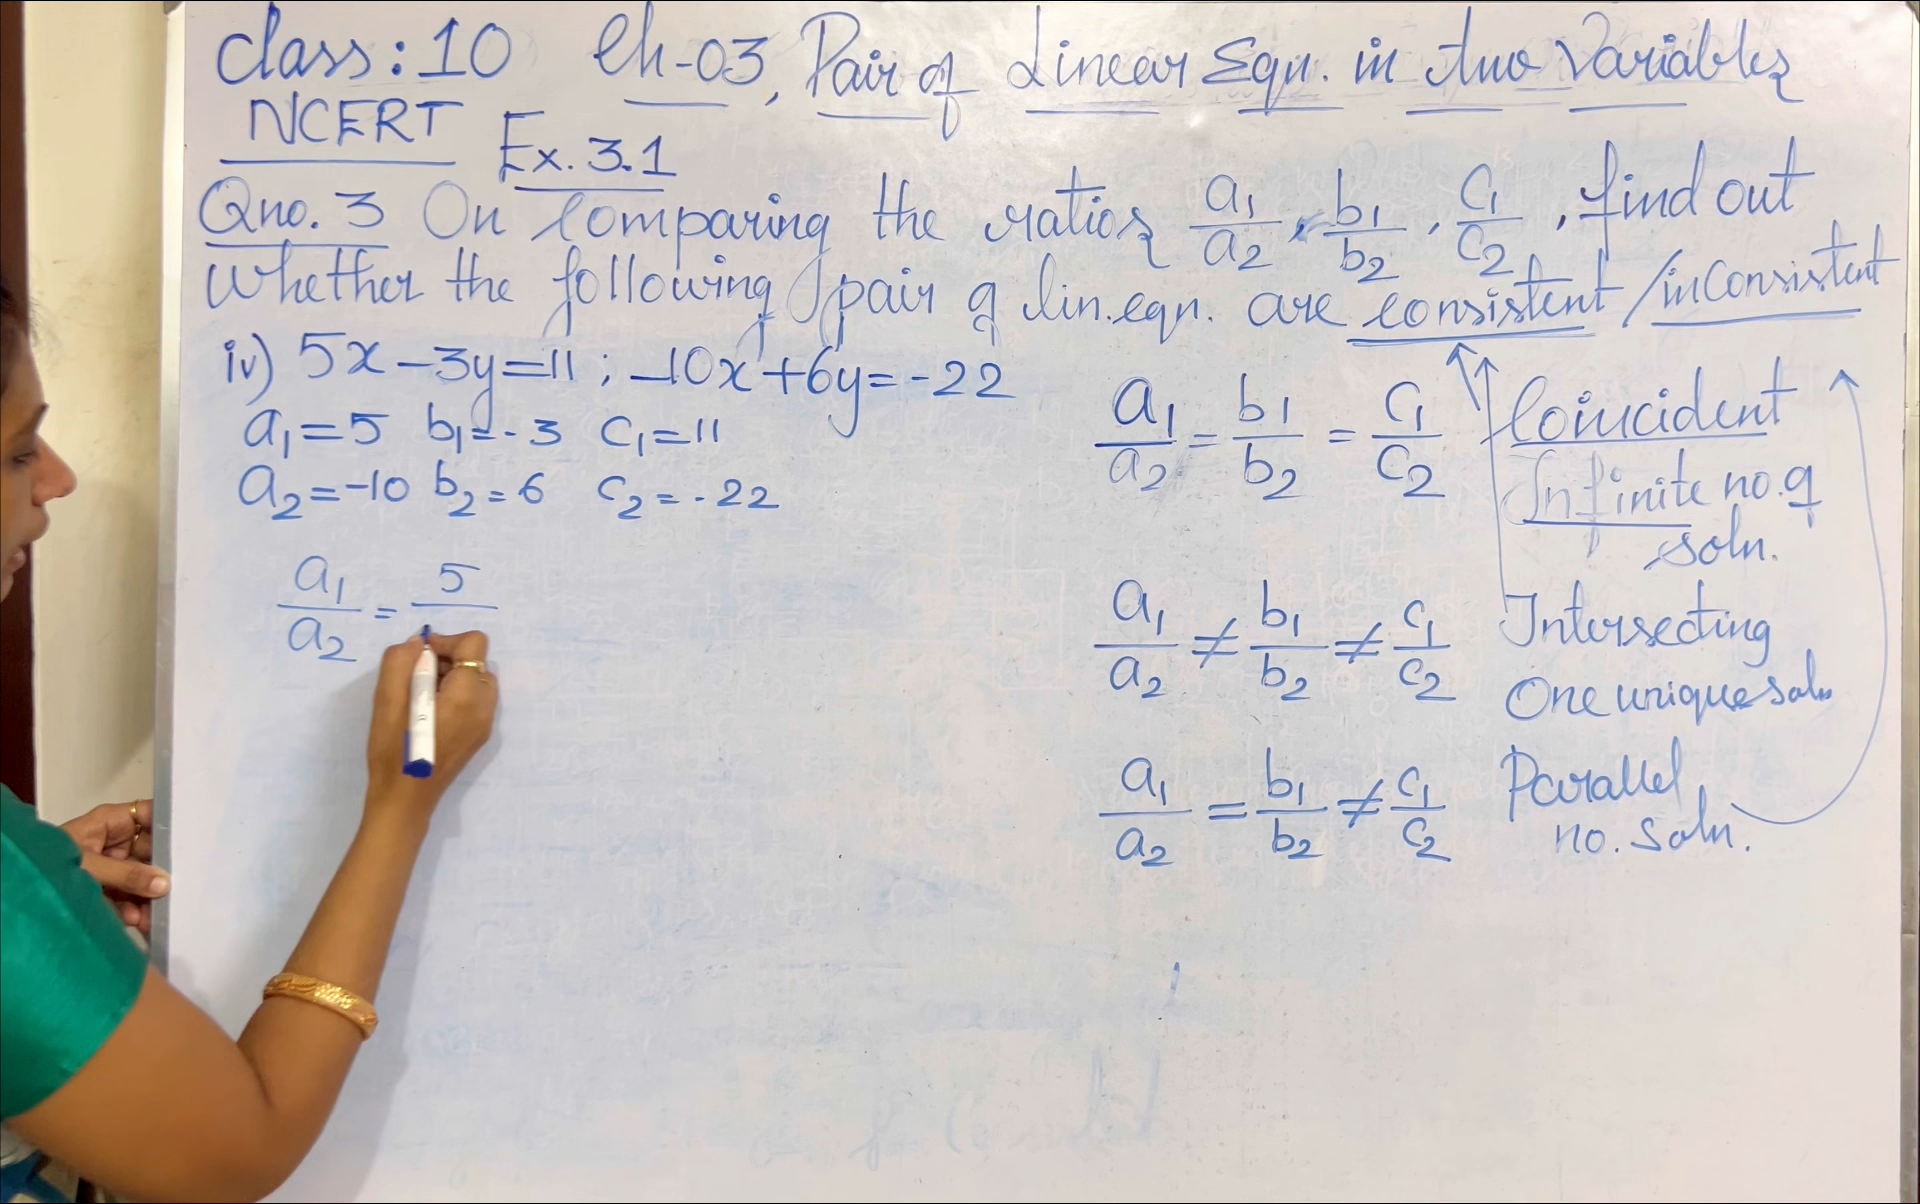 Class: 10 Ch-03, Pair of Linear Eqn. in two Variables
NCERT Ex. 3.1
Qno. 3 On Comparing the ratios a₁/a₂, b₁/b₂, c₁/c₂, find out
Whether the following pair of lin. eqn. are consistent/inconsistent
iv) 5x-3y=11; -10x+6y=-22
a₁=5 b₁=-3 c₁=11
a₂=-10 b₂=6 c₂=-22
a₁/a₂ = 5
a₁/a₂ = b₁/b₂ = c₁/c₂ Coincident
Infinite no. of
soln.
a₁/a₂ ≠ b₁/b₂ ≠ c₁/c₂ Intersecting
One unique soln
a₁/a₂ = b₁/b₂ ≠ c₁/c₂ Parallel
no. soln.